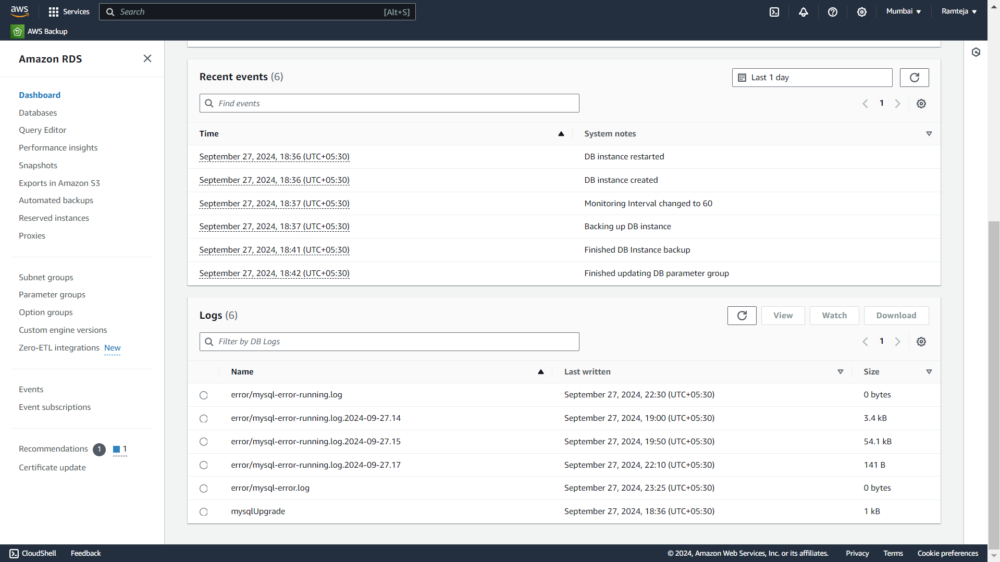 aws
Services
Search [Alt+S]
Mumbai
Ramteja
AWS Backup
Amazon RDS
Dashboard
Databases
Query Editor
Performance insights
Snapshots
Exports in Amazon S3
Automated backups
Reserved instances
Proxies
Subnet groups
Parameter groups
Option groups
Custom engine versions
Zero-ETL integrations New
Events
Event subscriptions
Recommendations 1 1
Certificate update
Recent events (6)
Last 1 day
Find events
1
Time System notes
September 27, 2024, 18:36 (UTC+05:30) DB instance restarted
September 27, 2024, 18:36 (UTC+05:30) DB instance created
September 27, 2024, 18:37 (UTC+05:30) Monitoring Interval changed to 60
September 27, 2024, 18:37 (UTC+05:30) Backing up DB instance
September 27, 2024, 18:41 (UTC+05:30) Finished DB Instance backup
September 27, 2024, 18:42 (UTC+05:30) Finished updating DB parameter group
Logs (6)
View Watch Download
Filter by DB Logs
1
Name Last written Size
error/mysql-error-running.log September 27, 2024, 22:30 (UTC+05:30) 0 bytes
error/mysql-error-running.log.2024-09-27.14 September 27, 2024, 19:00 (UTC+05:30) 3.4 kB
error/mysql-error-running.log.2024-09-27.15 September 27, 2024, 19:50 (UTC+05:30) 54.1 kB
error/mysql-error-running.log.2024-09-27.17 September 27, 2024, 22:10 (UTC+05:30) 141 B
error/mysql-error.log September 27, 2024, 23:25 (UTC+05:30) 0 bytes
mysqlUpgrade September 27, 2024, 18:36 (UTC+05:30) 1 kB
CloudShell Feedback © 2024, Amazon Web Services, Inc. or its affiliates. Privacy Terms Cookie preferences